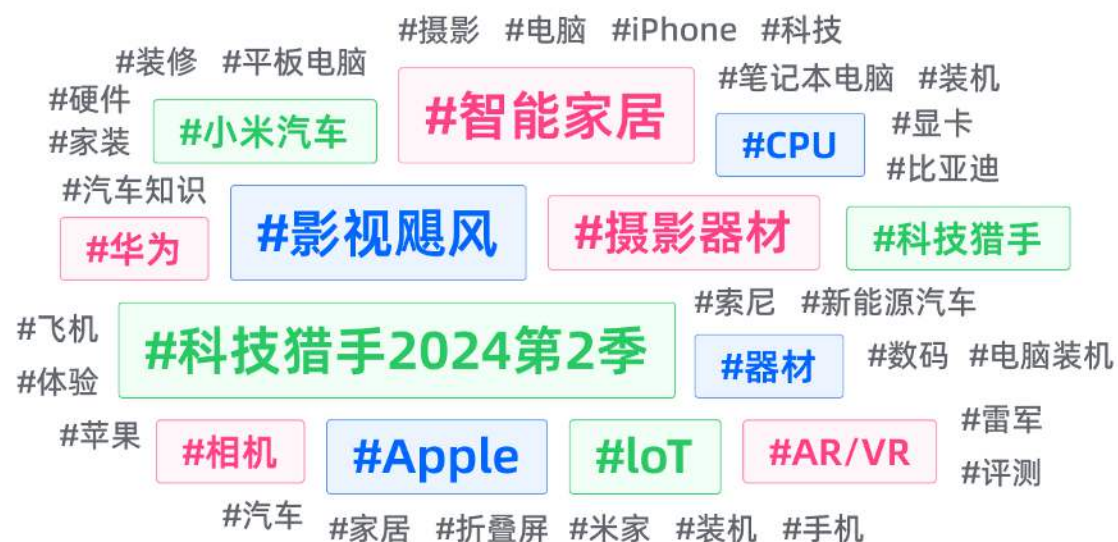 #摄影 #电脑 #iPhone #科技
#装修 #平板电脑
#智能家居
#笔记本电脑 #装机
#硬件
#小米汽车
#CPU
#显卡
#家装
#比亚迪
#汽车知识
#影视飓风
#摄影器材
#科技猎手
#华为
#索尼 #新能源汽车
#飞机
#科技猎手2024第2季
#器材
#数码 #电脑装机
#体验
#苹果
#相机
#Apple
#loT
#AR/VR
#雷军
#评测
#汽车
#家居 #折叠屏 #米家 #装机 #手机